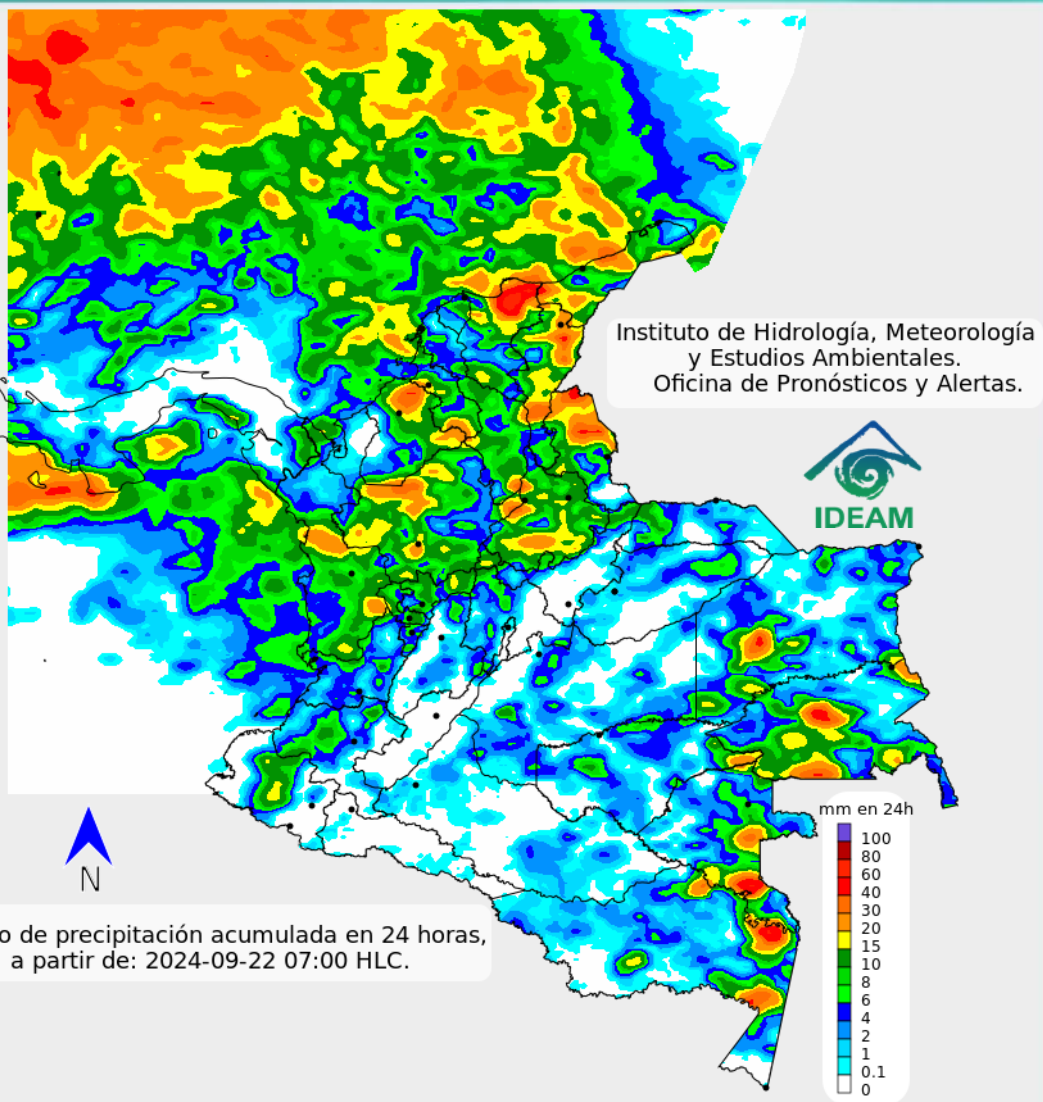 Instituto de Hidrología, Meteorología
y Estudios Ambientales.
Oficina de Pronósticos y Alertas.
IDEAM
mm en 24h
100
80
60
40
30
20
15
10
8
6
4
2
1
0.1
0
N
o de precipitación acumulada en 24 horas,
a partir de: 2024-09-22 07:00 HLC.